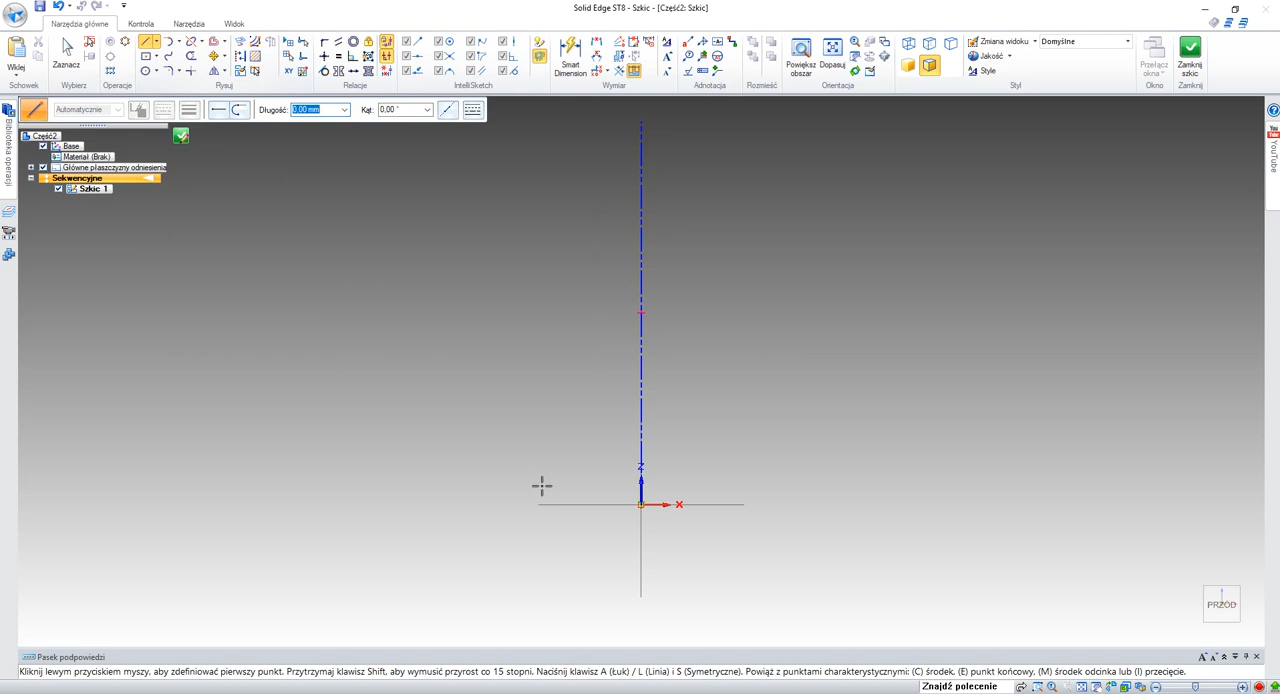 Solid Edge ST8 - Szkic - [Część2: Szkic]
Narzędzia główne
Kontrola
Narzędzia
Widok
Wklej
Zaznacz
Smart
Dimension
Powiększ
obszar
Dopasuj
Zmiana widoku
Domyślne
Jakość
Style
Przełącz
okna
Zamknij
szkic
XY
Schowek
Wybierz
Operacje
Rysuj
Relacje
IntelliSketch
Wymiar
Adnotacja
Rozmieść
Orientacja
Styl
Okno
Zamknij
Automatycznie
Długość:
0,00 mm
Kąt:
0,00 °
Biblioteka operacji
Część2
Base
Materiał (Brak)
Główne płaszczyzny odniesienia
Sekwencyjne
Szkic 1
YouTube
Z
X
PRZÓD
Pasek podpowiedzi
Kliknij lewym przyciskiem myszy, aby zdefiniować pierwszy punkt. Przytrzymaj klawisz Shift, aby wymusić przyrost co 15 stopni. Naciśnij klawisz A (Łuk) / L (Linia) i S (Symetryczne). Powiąż z punktami charakterystycznymi: (C) środek, (E) punkt końcowy, (M) środek odcinka lub (I) przecięcie.
Znajdź polecenie